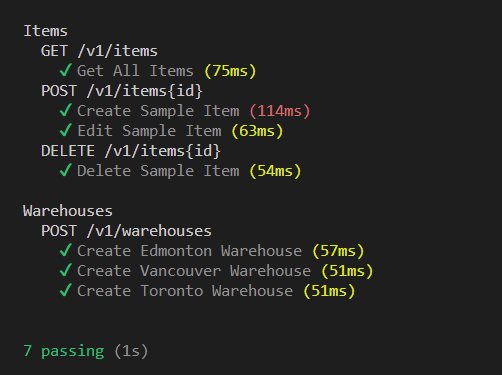 Items
GET /v1/items
✓ Get All Items (75ms)
POST /v1/items{id}
✓ Create Sample Item (114ms)
✓ Edit Sample Item (63ms)
DELETE /v1/items{id}
✓ Delete Sample Item (54ms)
Warehouses
POST /v1/warehouses
✓ Create Edmonton Warehouse (57ms)
✓ Create Vancouver Warehouse (51ms)
✓ Create Toronto Warehouse (51ms)
7 passing (1s)